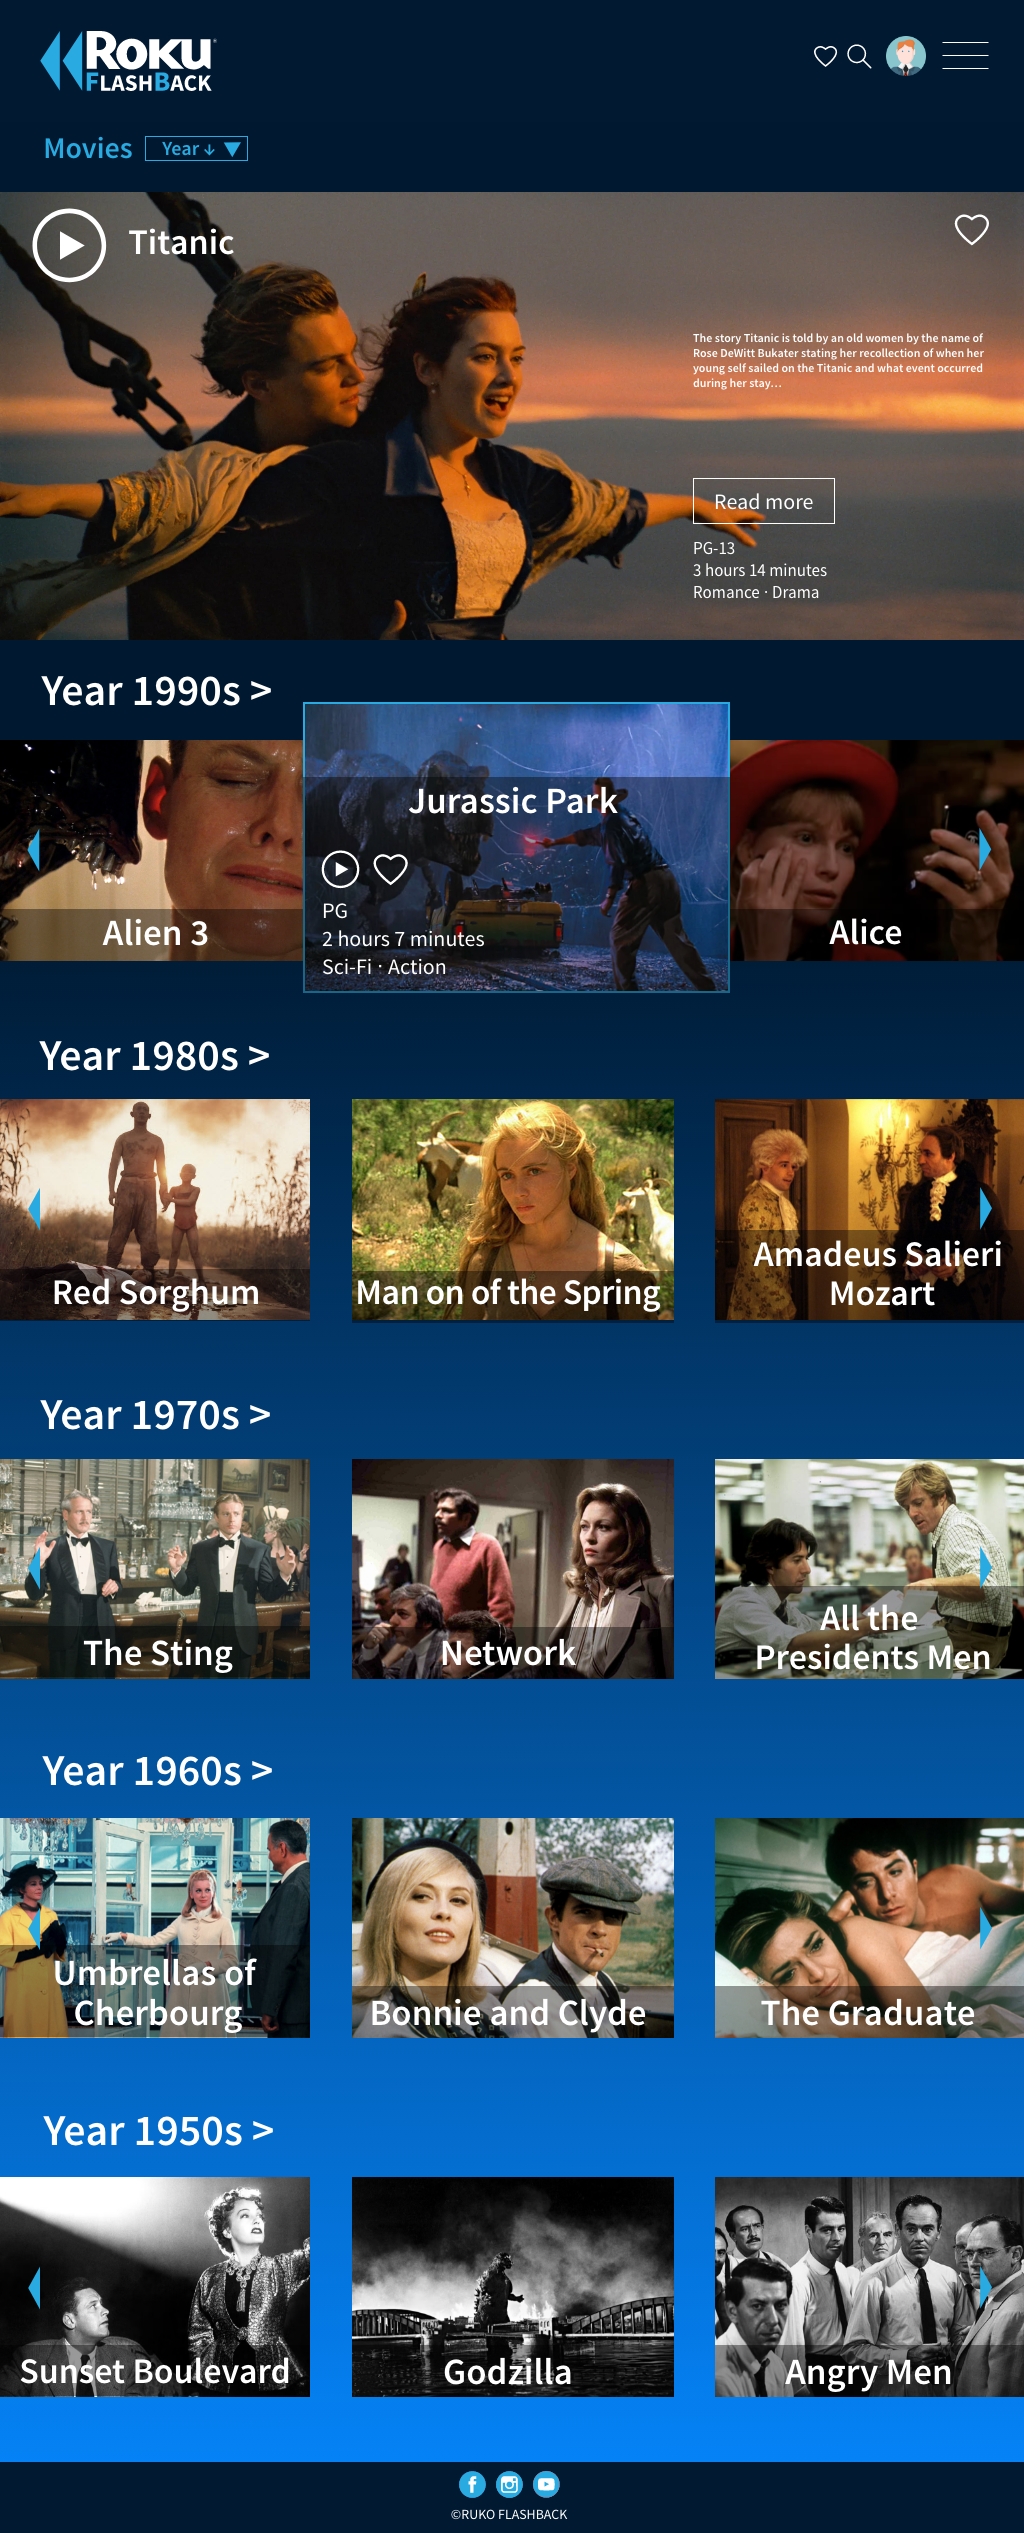 ROKU
FLASHBACK
Movies
Year ↓ ▼
Titanic
The story Titanic is told by an old women by the name of
Rose DeWitt Bukater stating her recollection of when her
young self sailed on the Titanic and what event occurred
during her stay...
Read more
PG-13
3 hours 14 minutes
Romance · Drama
Year 1990s >
Alien 3
Jurassic Park
PG
2 hours 7 minutes
Sci-Fi · Action
Alice
Year 1980s >
Red Sorghum
Man on of the Spring
Amadeus Salieri
Mozart
Year 1970s >
The Sting
Network
All the
Presidents Men
Year 1960s >
Umbrellas of
Cherbourg
Bonnie and Clyde
The Graduate
Year 1950s >
Sunset Boulevard
Godzilla
Angry Men
©RUKO FLASHBACK